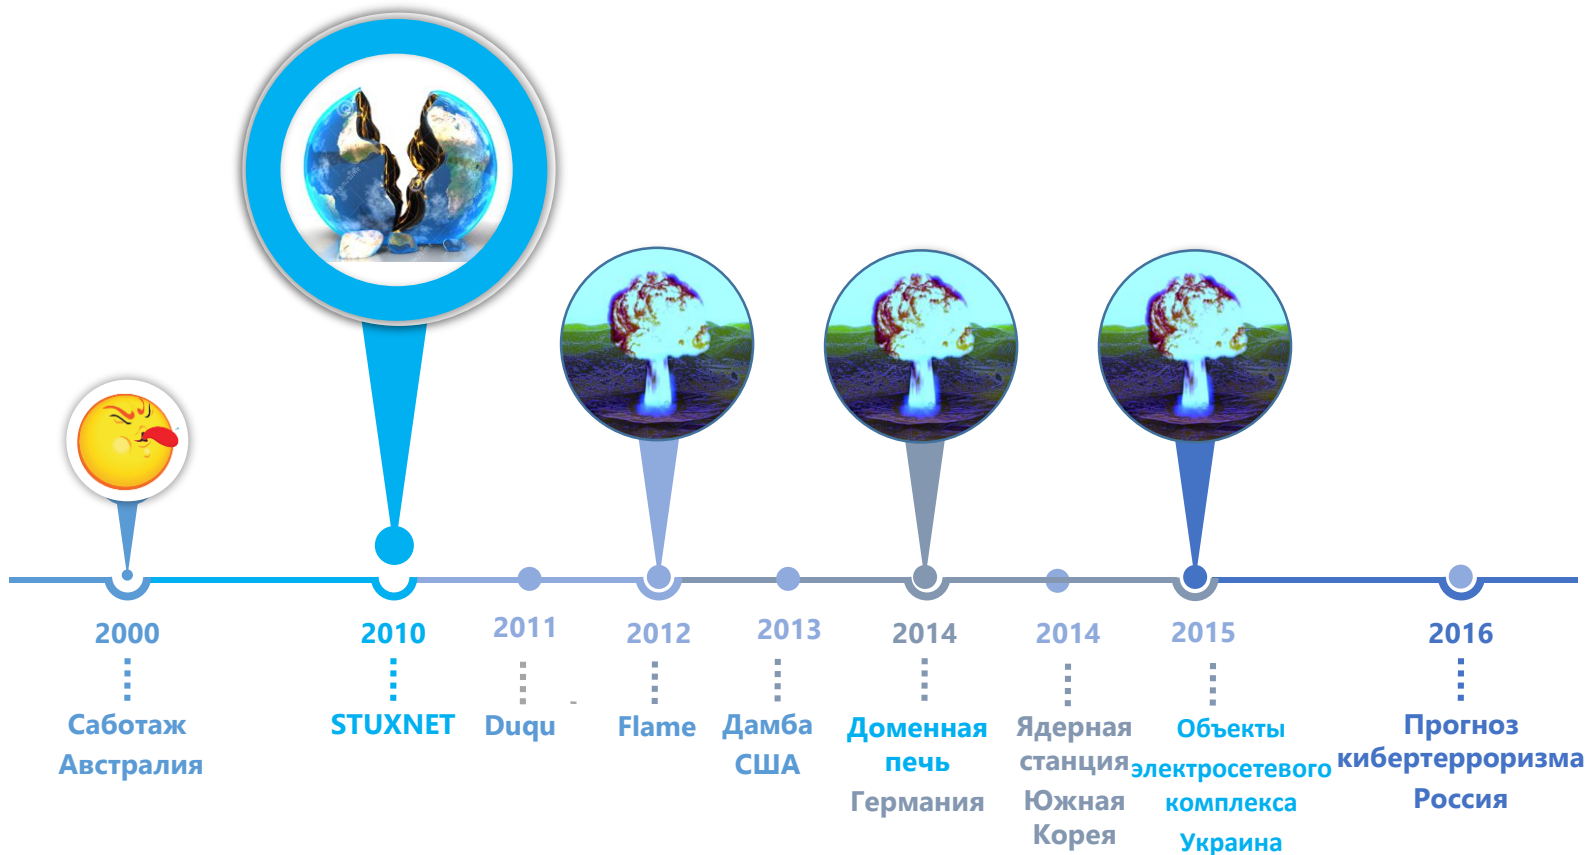 2000
Саботаж
Австралия
2010
STUXNET
2011
Duqu
2012
Flame
2013
Дамба
США
2014
Доменная
печь
Германия
2014
Ядерная
станция
Южная
Корея
2015
Объекты
электросетевого
комплекса
Украина
2016
Прогноз
кибертерроризма
Россия